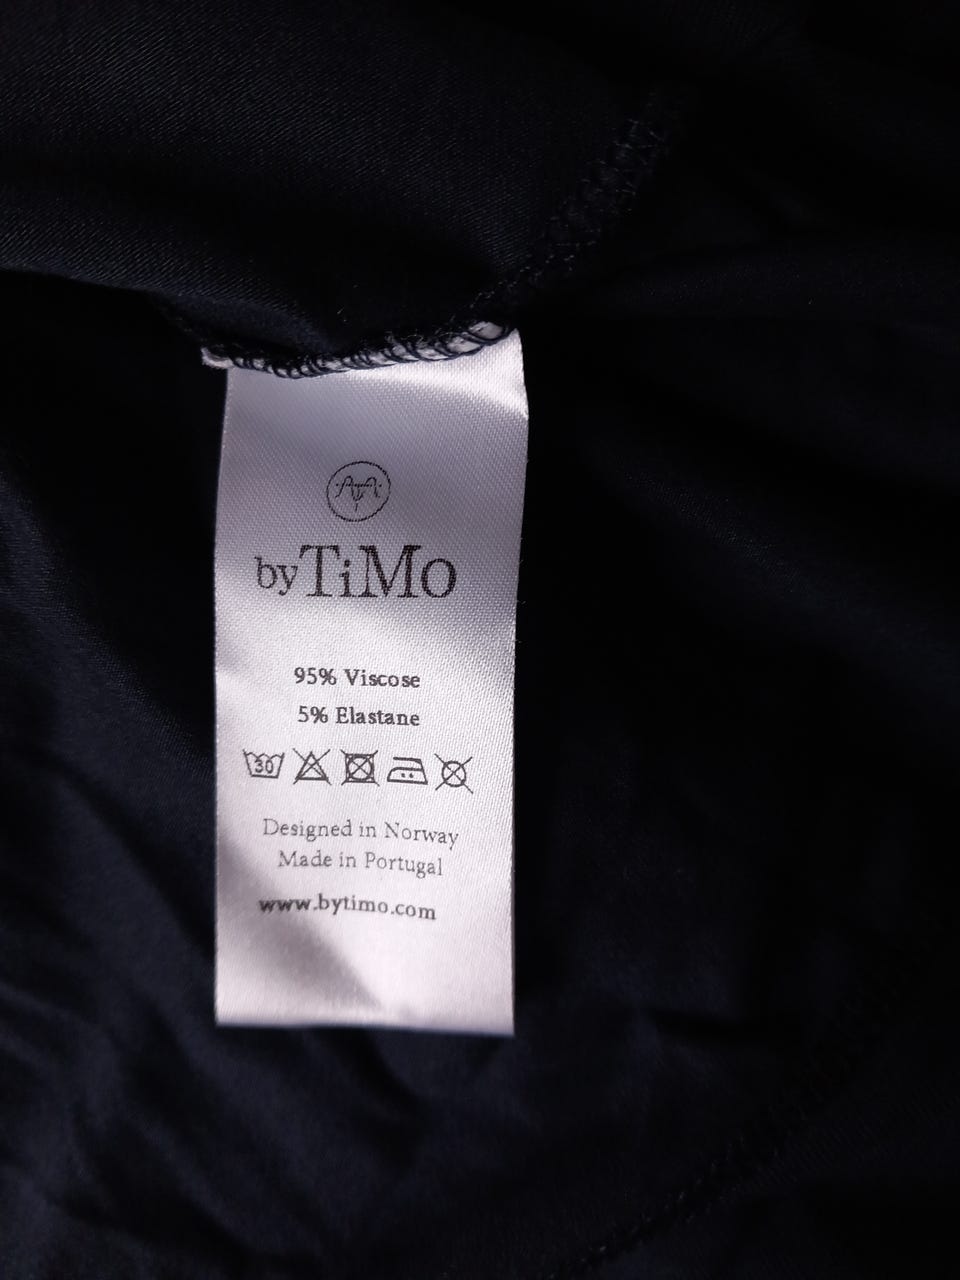 byTiMo
95% Viscose
5% Elastane
30
Designed in Norway
Made in Portugal
www.bytimo.com